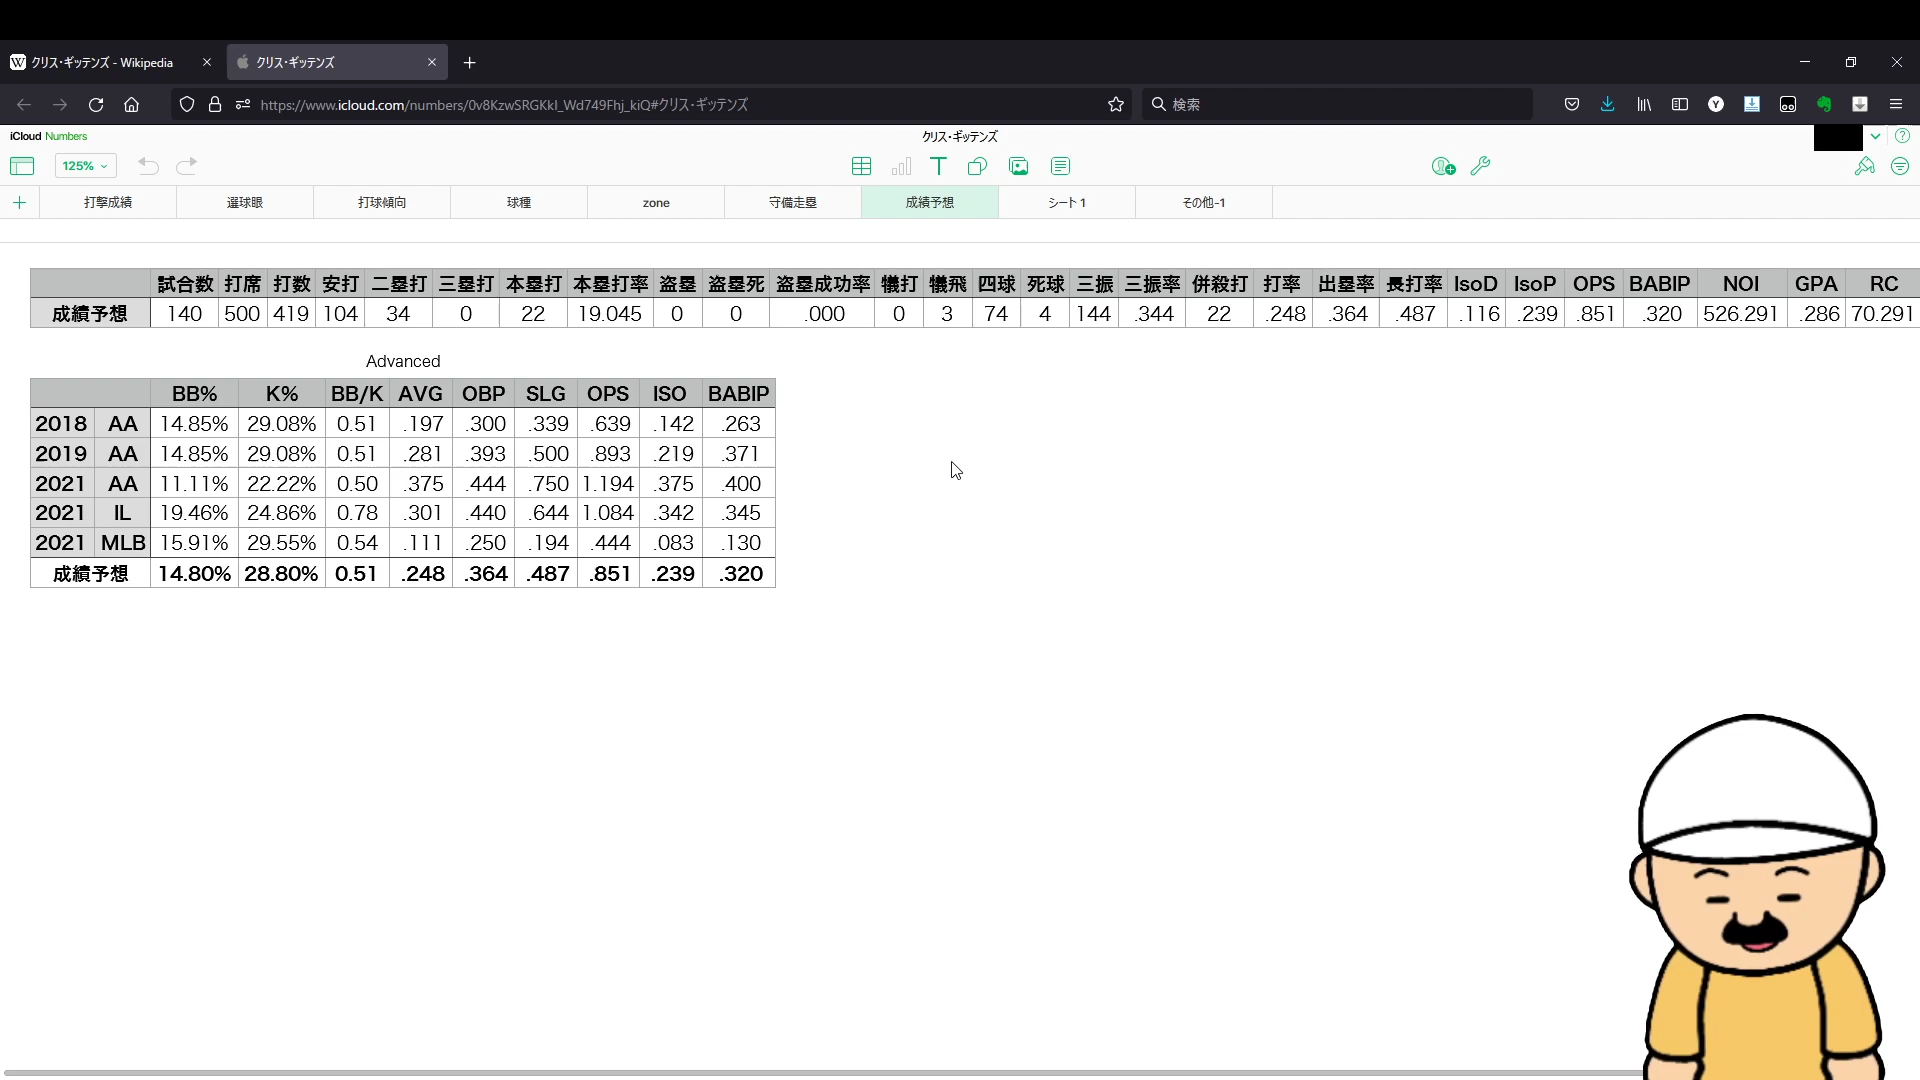 クリス・ギッテンズ - Wikipedia
クリス・ギッテンズ
https://www.icloud.com/numbers/0v8KzwSRGKkl_Wd749Fhj_kiQ#クリス・ギッテンズ
検索
iCloud Numbers
クリス・ギッテンズ
125%
打撃成績 選球眼 打球傾向 球種 zone 守備走塁 成績予想 シート 1 その他-1
試合数 打席 打数 安打 二塁打 三塁打 本塁打 本塁打率 盗塁 盗塁死 盗塁成功率 犠打 犠飛 四球 死球 三振 三振率 併殺打 打率 出塁率 長打率 IsoD IsoP OPS BABIP NOI GPA RC
成績予想 140 500 419 104 34 0 22 19.045 0 0 .000 0 3 74 4 144 .344 22 .248 .364 .487 .116 .239 .851 .320 526.291 .286 70.291
Advanced
BB% K% BB/K AVG OBP SLG OPS ISO BABIP
2018 AA 14.85% 29.08% 0.51 .197 .300 .339 .639 .142 .263
2019 AA 14.85% 29.08% 0.51 .281 .393 .500 .893 .219 .371
2021 AA 11.11% 22.22% 0.50 .375 .444 .750 1.194 .375 .400
2021 IL 19.46% 24.86% 0.78 .301 .440 .644 1.084 .342 .345
2021 MLB 15.91% 29.55% 0.54 .111 .250 .194 .444 .083 .130
成績予想 14.80% 28.80% 0.51 .248 .364 .487 .851 .239 .320